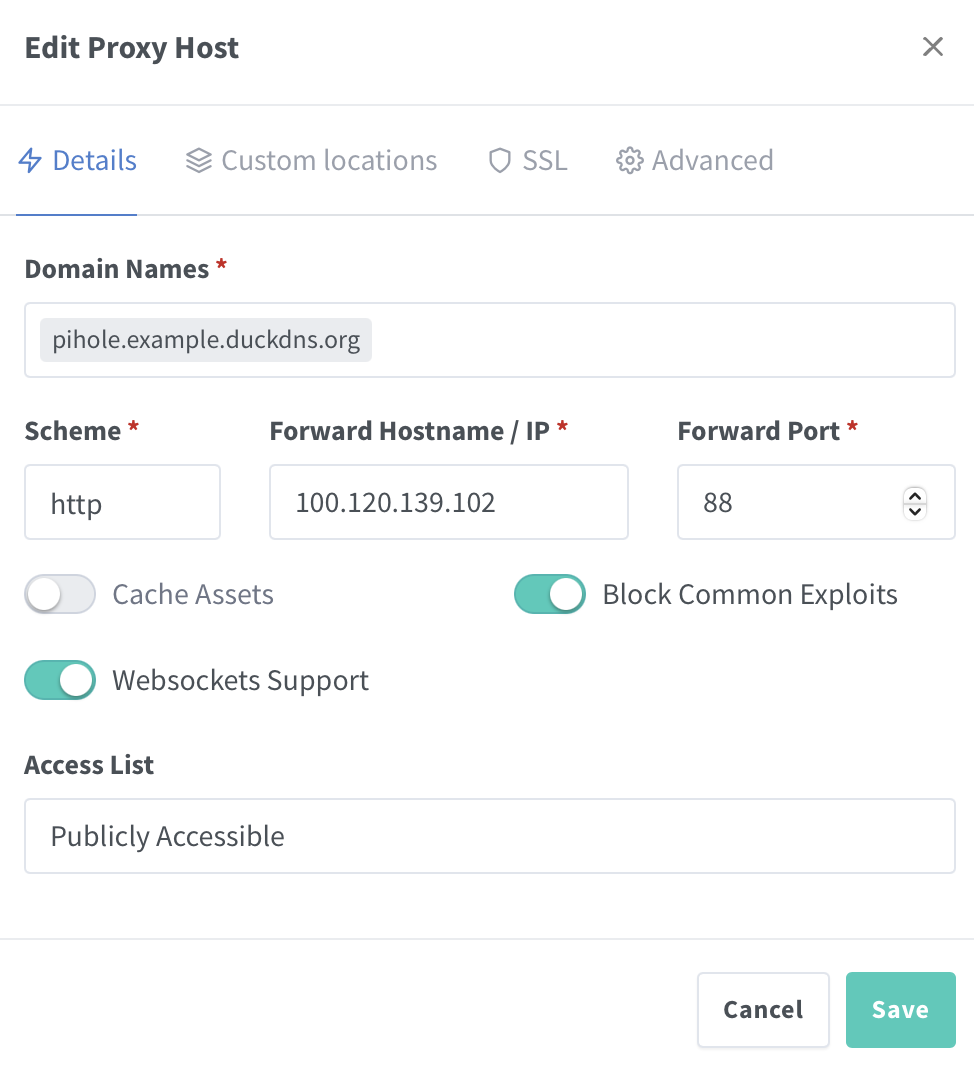 Edit Proxy Host
Details Custom locations SSL Advanced
Domain Names *
pihole.example.duckdns.org
Scheme * Forward Hostname / IP * Forward Port *
http 100.120.139.102 88
Cache Assets Block Common Exploits
Websockets Support
Access List
Publicly Accessible
Cancel Save